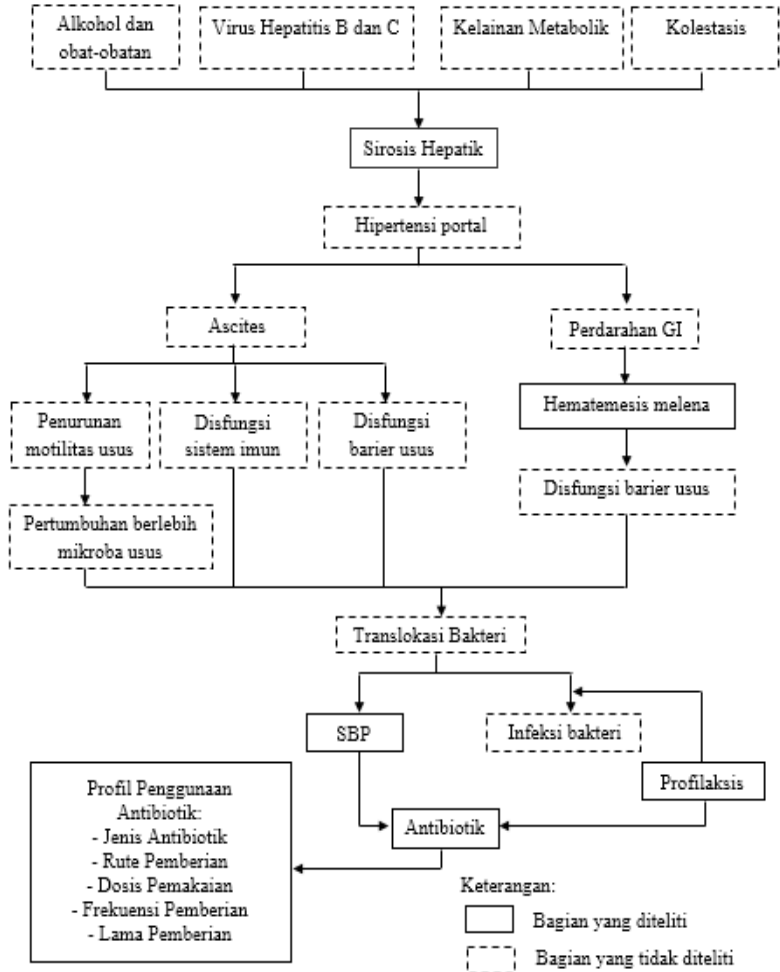 Alkohol dan
obat-obatan
Virus Hepatitis B dan C
Kelainan Metabolik
Kolestasis
Sirosis Hepatik
Hipertensi portal
Ascites
Perdarahan GI
Penurunan
motilitas usus
Disfungsi
sistem imun
Disfungsi
barier usus
Hematemesis melena
Disfungsi barier usus
Pertumbuhan berlebih
mikroba usus
Translokasi Bakteri
SBP
Infeksi bakteri
Profilaksis
Antibiotik
Profil Penggunaan
Antibiotik:
- Jenis Antibiotik
- Rute Pemberian
- Dosis Pemakaian
- Frekuensi Pemberian
- Lama Pemberian
Keterangan:
Bagian yang diteliti
Bagian yang tidak diteliti